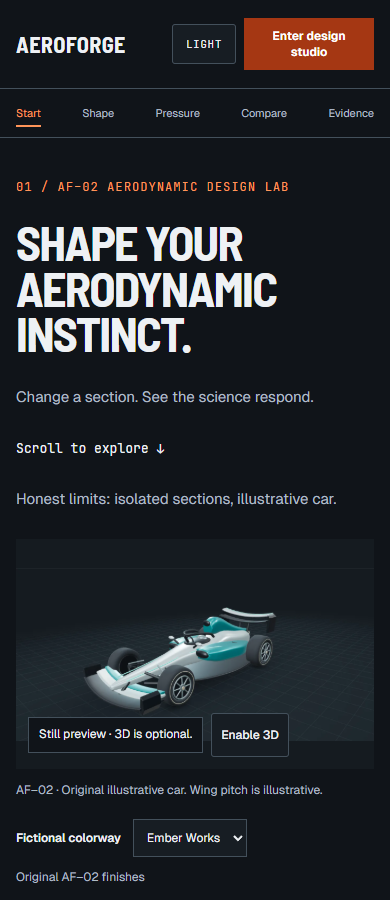 AEROFORGE
LIGHT
Enter design
studio
Start Shape Pressure Compare Evidence
01 / AF-02 AERODYNAMIC DESIGN LAB
SHAPE YOUR
AERODYNAMIC
INSTINCT.
Change a section. See the science respond.
Scroll to explore ↓
Honest limits: isolated sections, illustrative car.
Still preview · 3D is optional.
Enable 3D
AF-02 · Original illustrative car. Wing pitch is illustrative.
Fictional colorway Ember Works
Original AF-02 finishes